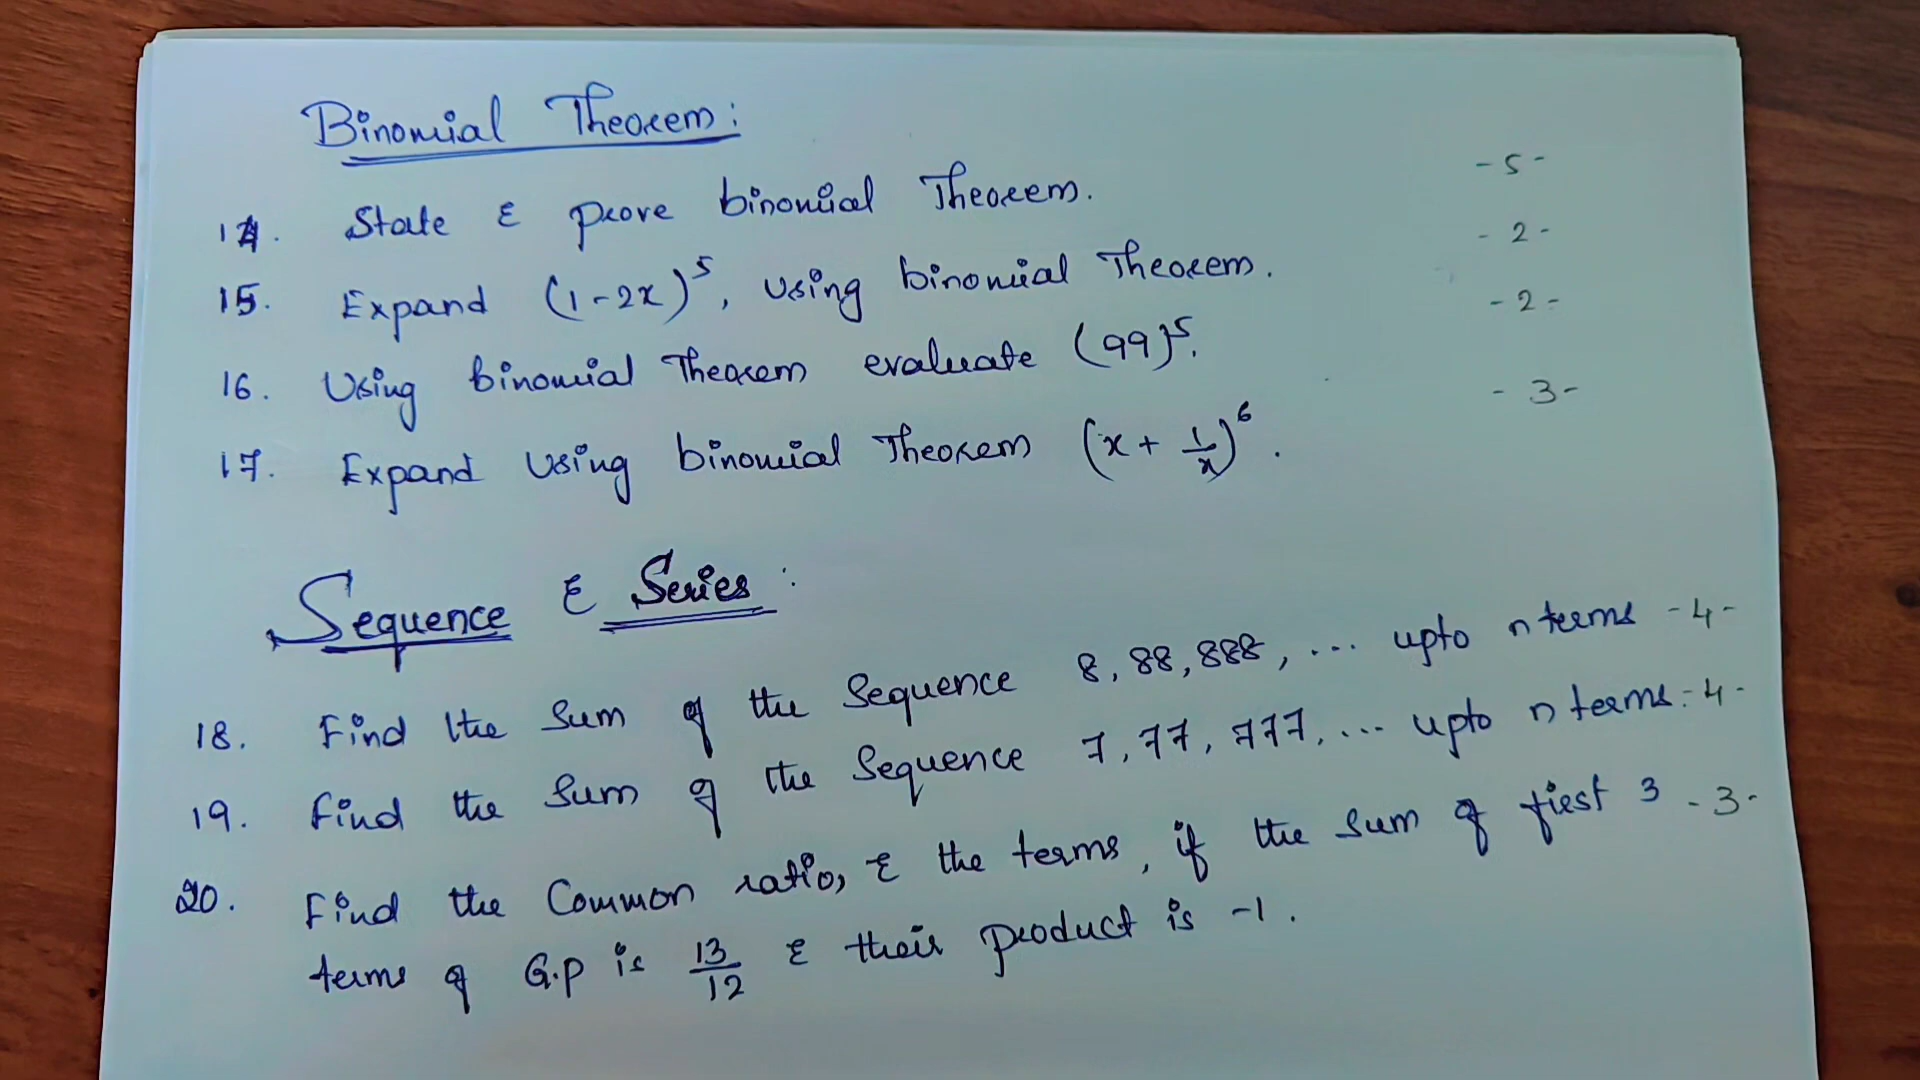 Binomial Theorem:
14. State & prove binomial Theorem. -5-
15. Expand (1-2x)⁵, Using binomial Theorem. -2-
16. Using binomial Theorem evaluate (99)⁵. -2-
17. Expand Using binomial Theorem (x + 1/x)⁶. -3-
Sequence & Series:
18. Find the Sum of the Sequence 8, 88, 888, ... upto n terms -4-
19. Find the Sum of the Sequence 7, 77, 777, ... upto n terms. -4-
20. Find the Common ratio, & the terms, if the Sum of first 3 -3-
terms of G.P is 13/12 & their product is -1.